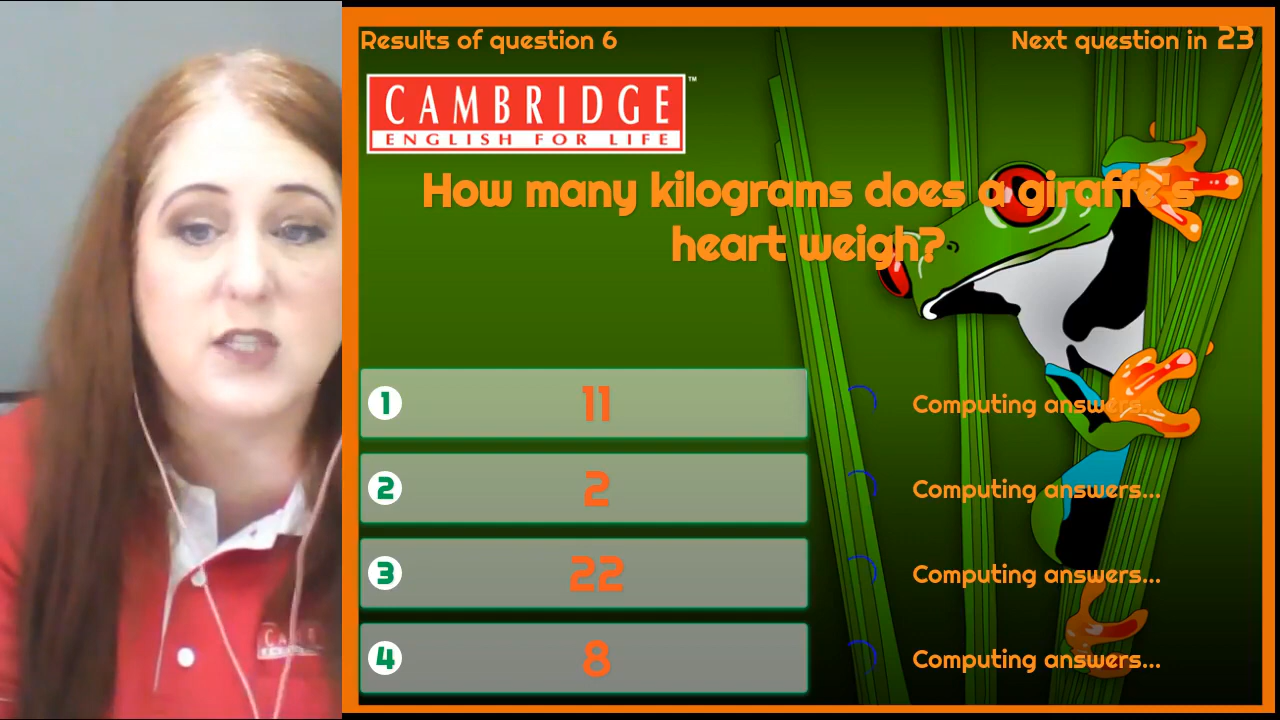 Results of question 6
Next question in 23
CAMBRIDGE™
ENGLISH FOR LIFE
How many kilograms does a giraffe's
heart weigh?
1 11 Computing answers...
2 2 Computing answers...
3 22 Computing answers...
4 8 Computing answers...